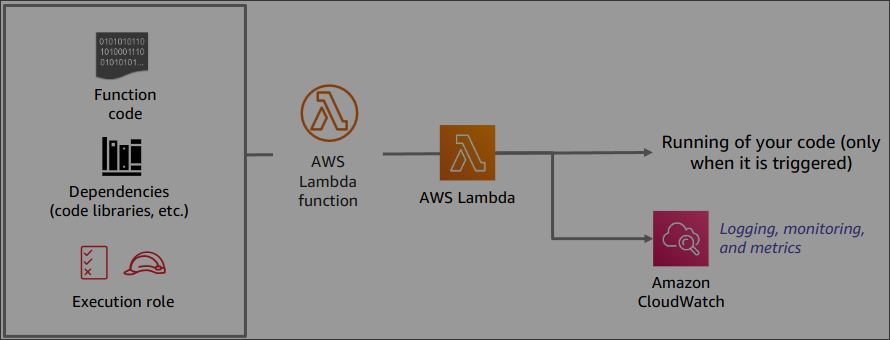 0101010110
1010001110
01010101...
Function
code
Dependencies
(code libraries, etc.)
Execution role
AWS
Lambda
function
AWS Lambda
Running of your code (only
when it is triggered)
Logging, monitoring,
and metrics
Amazon
CloudWatch